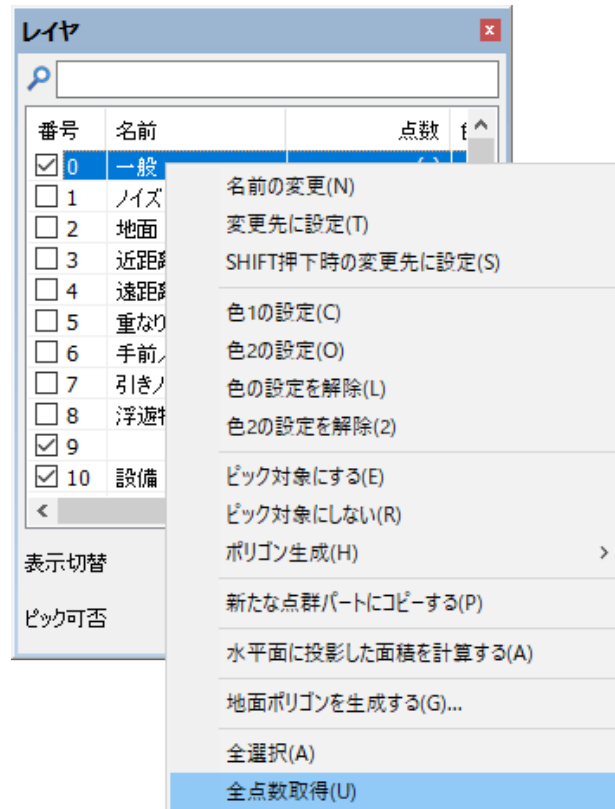 レイヤ
番号 名前 点数
0 一般
1 ノイズ
2 地面
3 近距
4 遠距
5 重なり
6 手前ノ
7 引きノ
8 浮遊
9
10 設備
表示切替
ピック可否
名前の変更(N)
変更先に設定(T)
SHIFT押下時の変更先に設定(S)
色1の設定(C)
色2の設定(O)
色の設定を解除(L)
色2の設定を解除(2)
ピック対象にする(E)
ピック対象にしない(R)
ポリゴン生成(H)
新たな点群パートにコピーする(P)
水平面に投影した面積を計算する(A)
地面ポリゴンを生成する(G)...
全選択(A)
全点数取得(U)